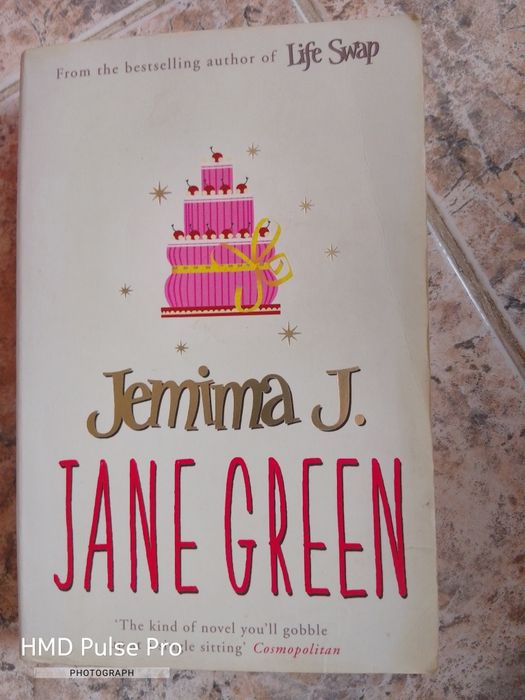 From the bestselling author of Life Swap
Jemima J.
JANE GREEN
'The kind of novel you'll gobble
sitting' Cosmopolitan
HMD Pulse Pro
PHOTOGRAPH